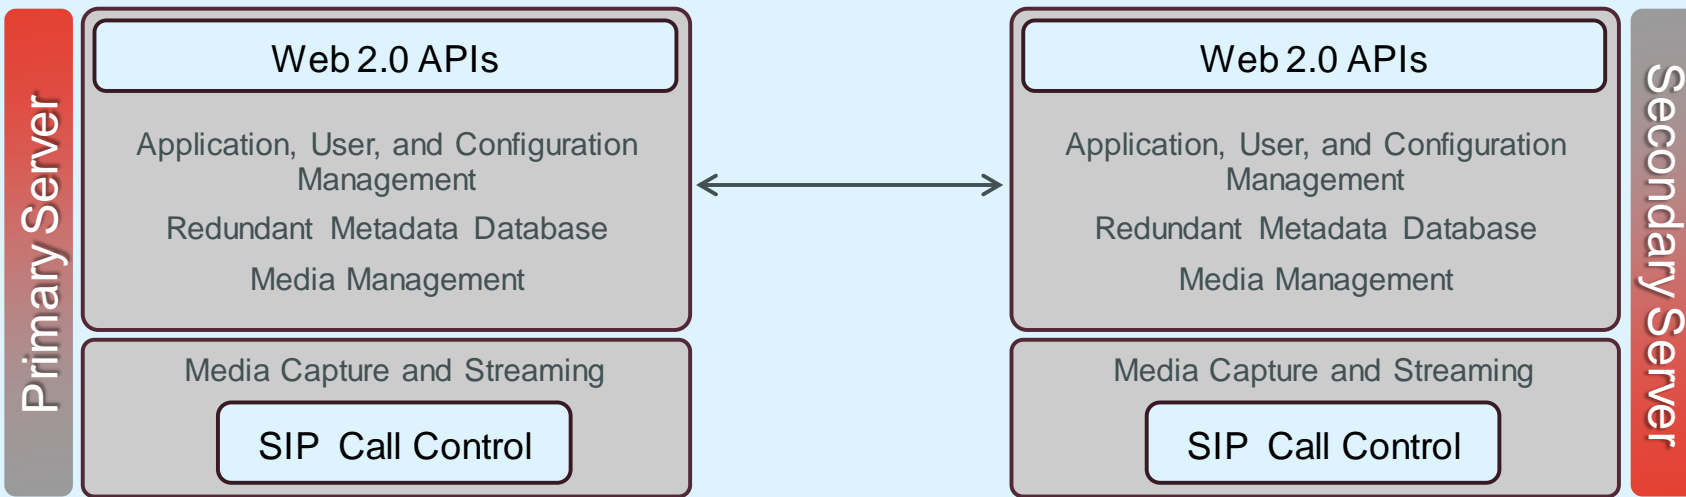 Primary Server
Web 2.0 APIs
Application, User, and Configuration
Management
Redundant Metadata Database
Media Management
Media Capture and Streaming
SIP Call Control
Web 2.0 APIs
Application, User, and Configuration
Management
Redundant Metadata Database
Media Management
Media Capture and Streaming
SIP Call Control
Secondary Server